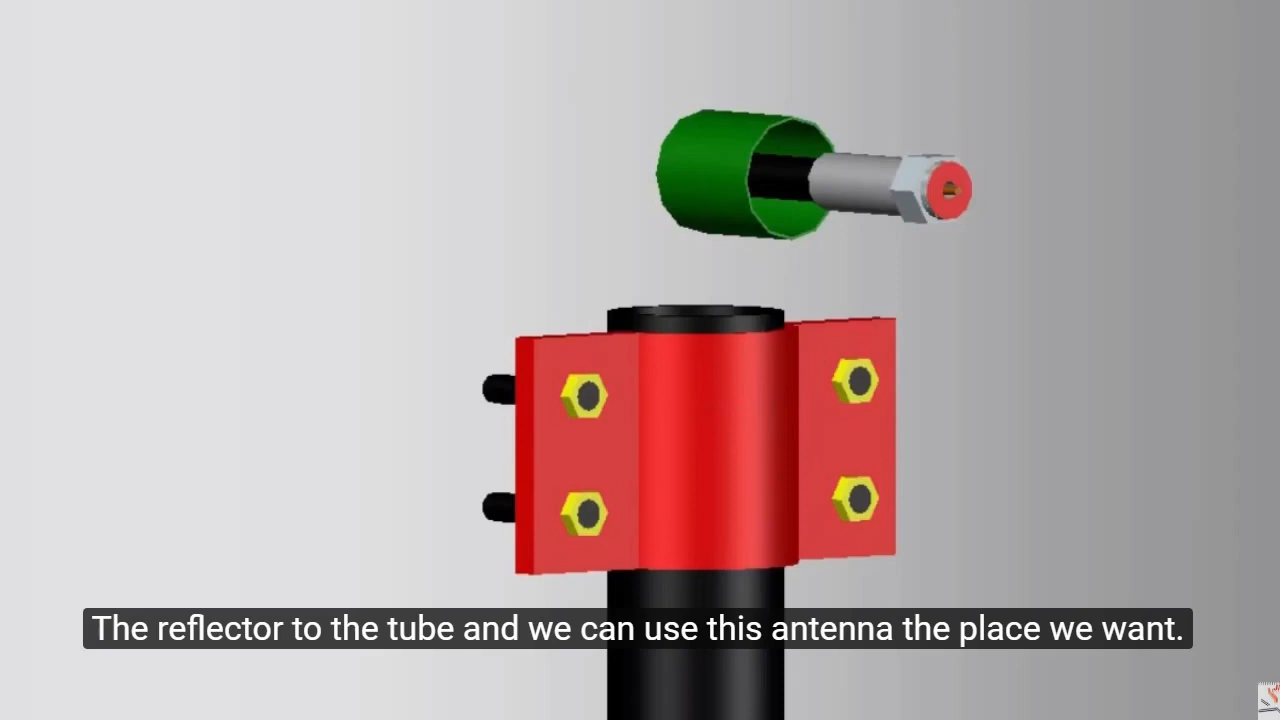 The reflector to the tube and we can use this antenna the place we want.